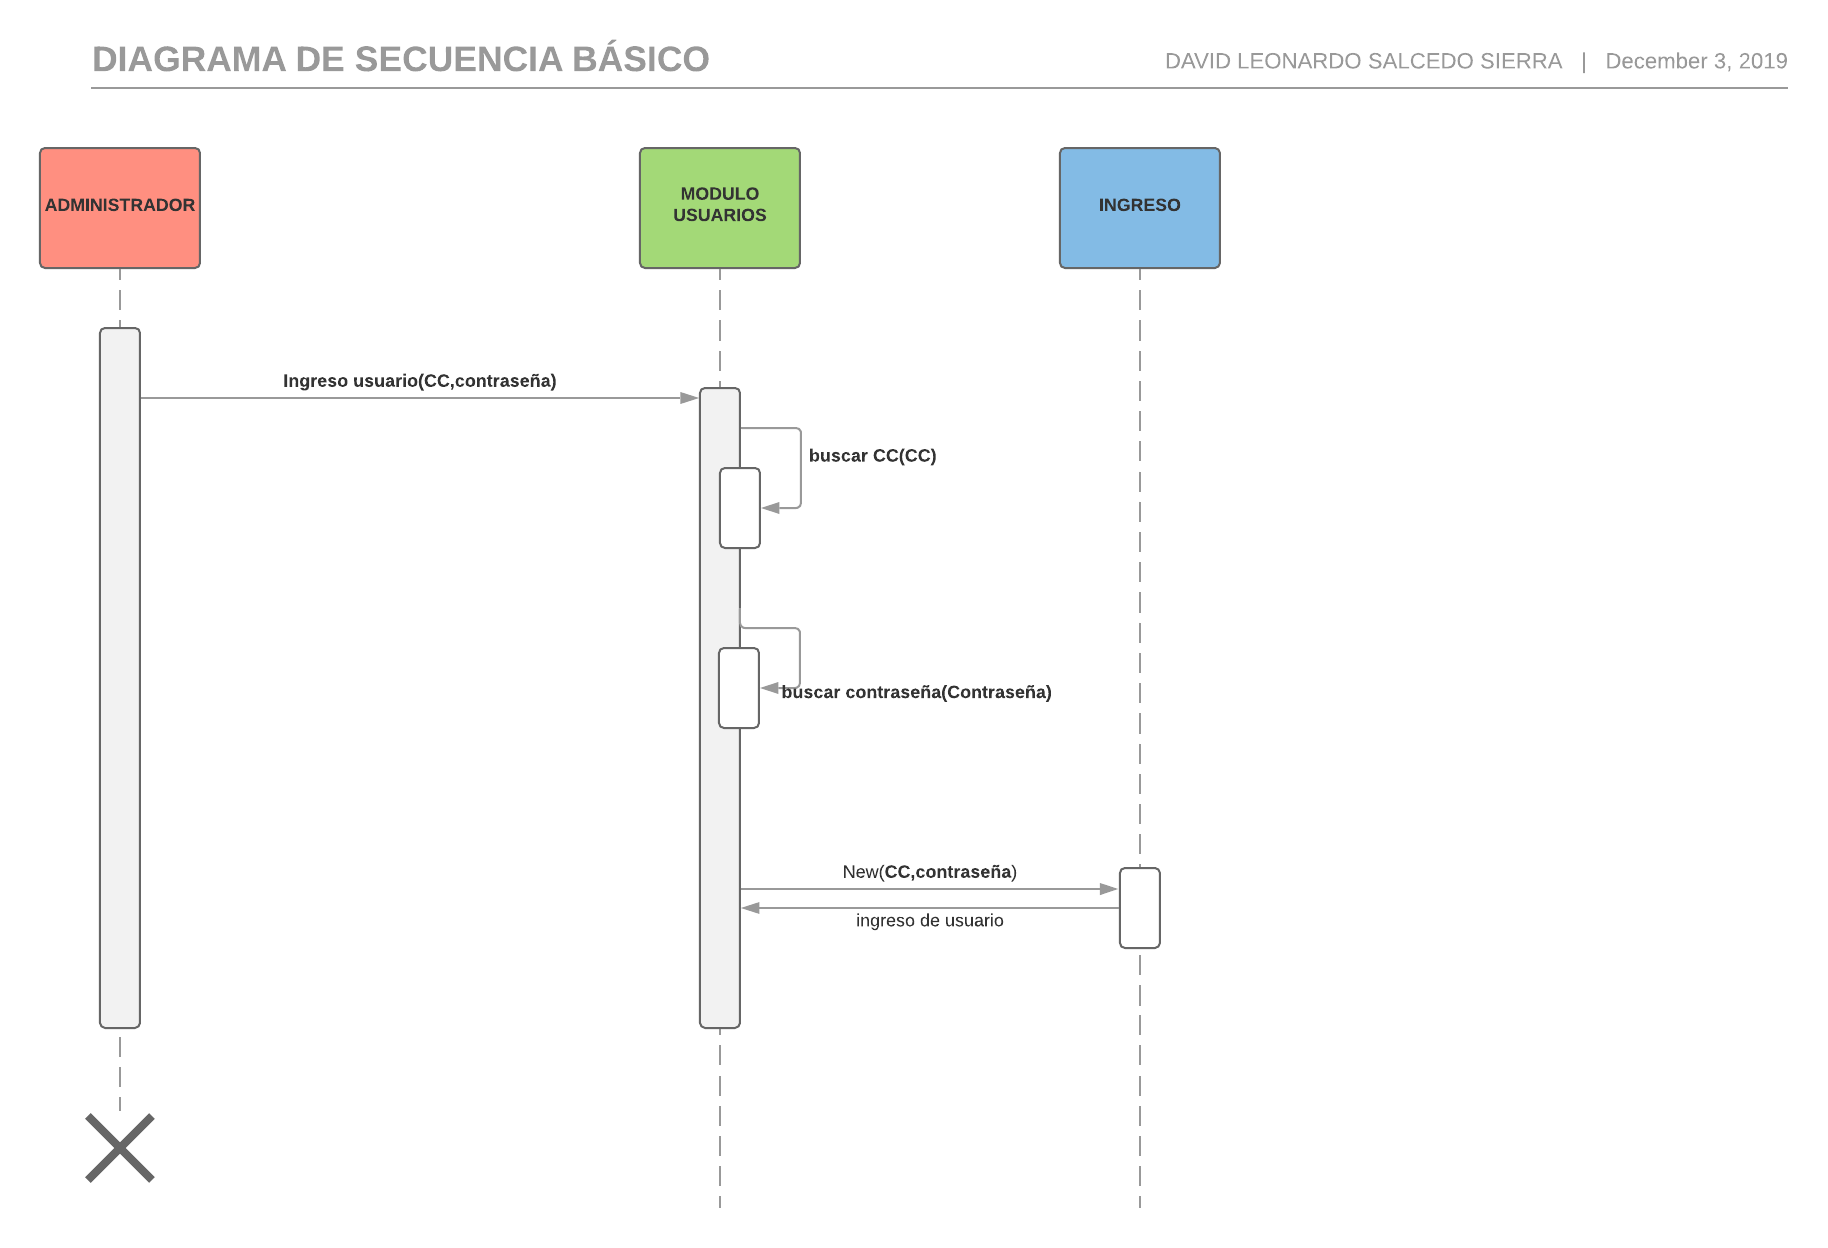 DIAGRAMA DE SECUENCIA BÁSICO
DAVID LEONARDO SALCEDO SIERRA | December 3, 2019
ADMINISTRADOR
MODULO
USUARIOS
INGRESO
Ingreso usuario(CC,contraseña)
buscar CC(CC)
buscar contraseña(Contraseña)
New(CC,contraseña)
ingreso de usuario